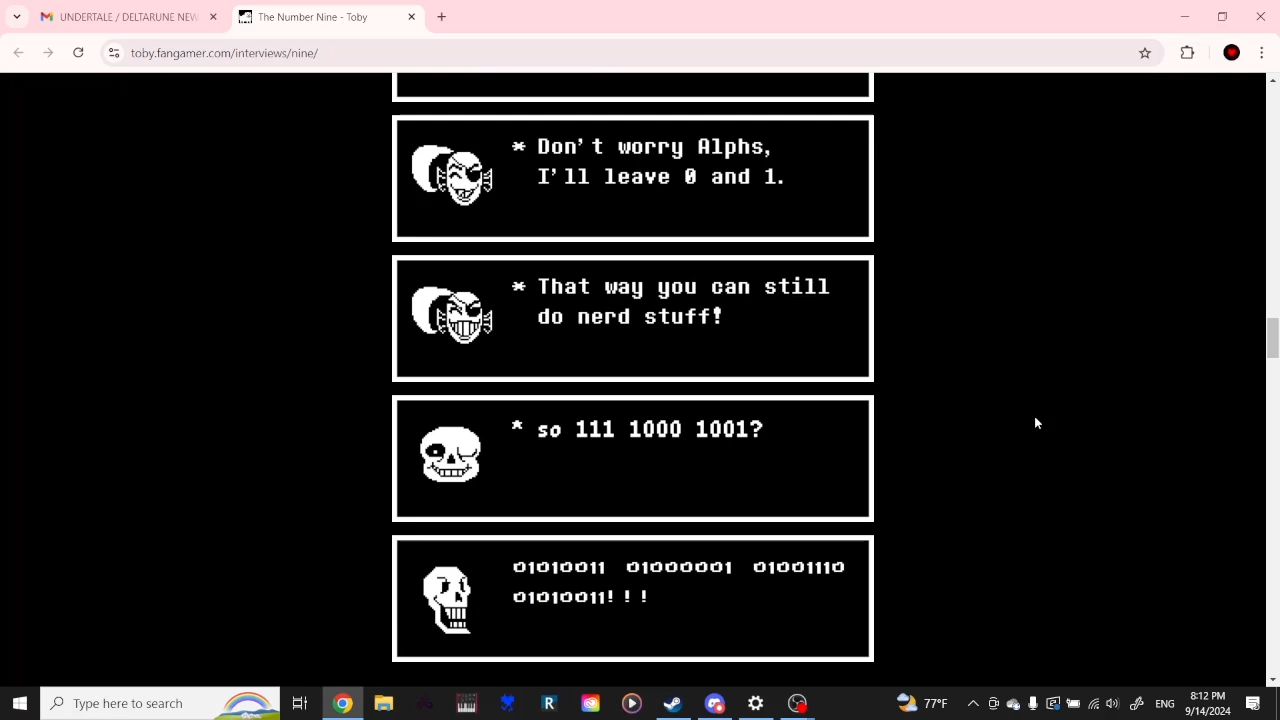 UNDERTALE / DELTARUNE NEW
The Number Nine - Toby
toby.fangamer.com/interviews/nine/
* Don't worry Alphs,
I'll leave 0 and 1.
* That way you can still
do nerd stuff!
* so 111 1000 1001?
01010011 01000001 01001110
01010011!!!
Type here to search
77°F
ENG
8:12 PM
9/14/2024